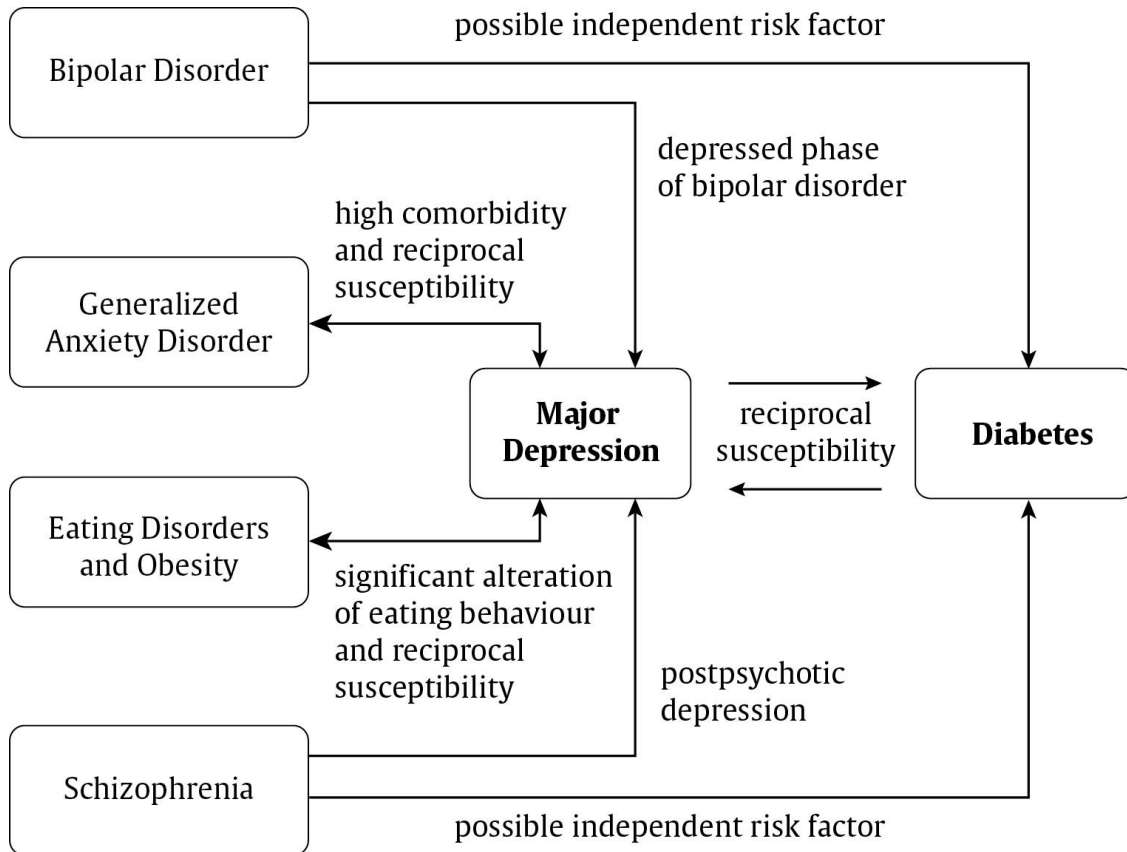 possible independent risk factor
Bipolar Disorder
depressed phase
of bipolar disorder
high comorbidity
and reciprocal
susceptibility
Generalized
Anxiety Disorder
Major
Depression
reciprocal
susceptibility
Diabetes
Eating Disorders
and Obesity
significant alteration
of eating behaviour
and reciprocal
susceptibility
postpsychotic
depression
Schizophrenia
possible independent risk factor